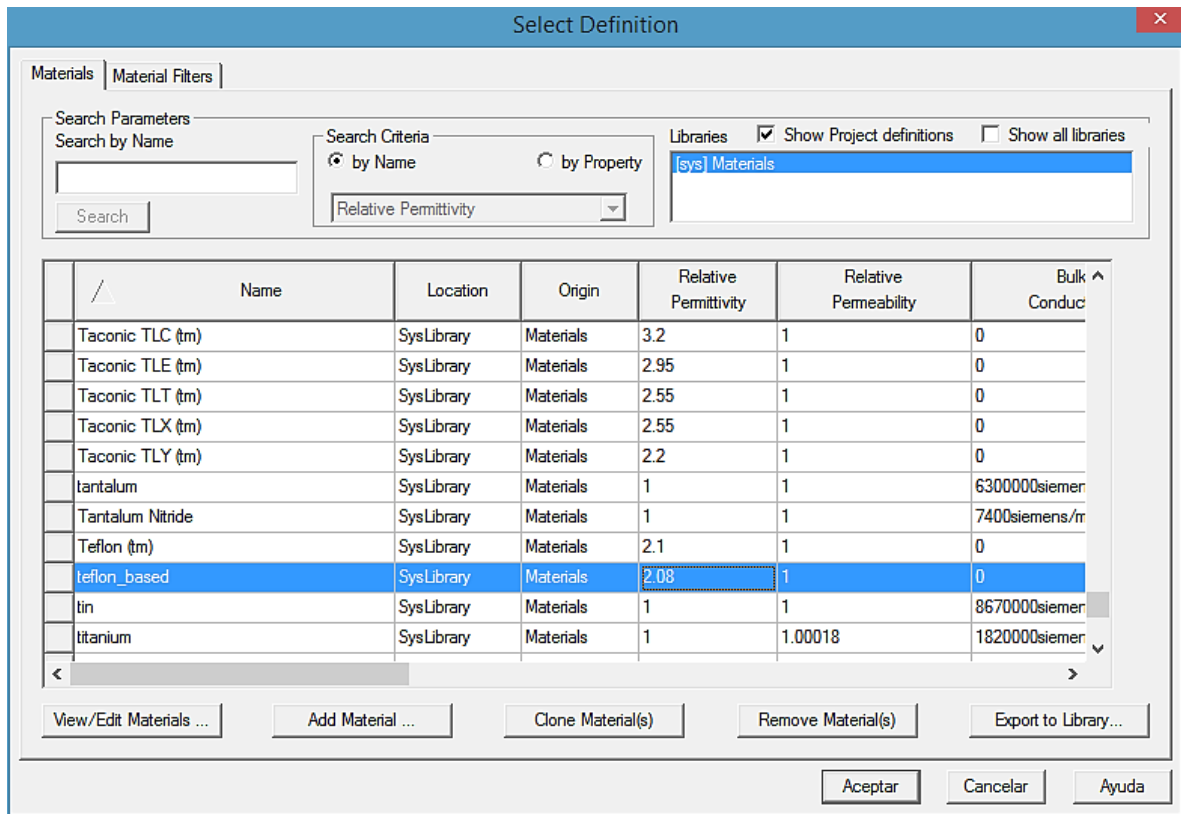 Select Definition
Materials Material Filters
Search Parameters
Search by Name
Search
Search Criteria
by Name by Property
Relative Permittivity
Libraries Show Project definitions Show all libraries
[sys] Materials
Name Location Origin Relative Permittivity Relative Permeability Bulk Conduct
Taconic TLC (tm) SysLibrary Materials 3.2 1 0
Taconic TLE (tm) SysLibrary Materials 2.95 1 0
Taconic TLT (tm) SysLibrary Materials 2.55 1 0
Taconic TLX (tm) SysLibrary Materials 2.55 1 0
Taconic TLY (tm) SysLibrary Materials 2.2 1 0
tantalum SysLibrary Materials 1 1 6300000siemen
Tantalum Nitride SysLibrary Materials 1 1 7400siemens/m
Teflon (tm) SysLibrary Materials 2.1 1 0
teflon_based SysLibrary Materials 2.08 1 0
tin SysLibrary Materials 1 1 8670000siemen
titanium SysLibrary Materials 1 1.00018 1820000siemen
View/Edit Materials ... Add Material ... Clone Material(s) Remove Material(s) Export to Library...
Aceptar Cancelar Ayuda